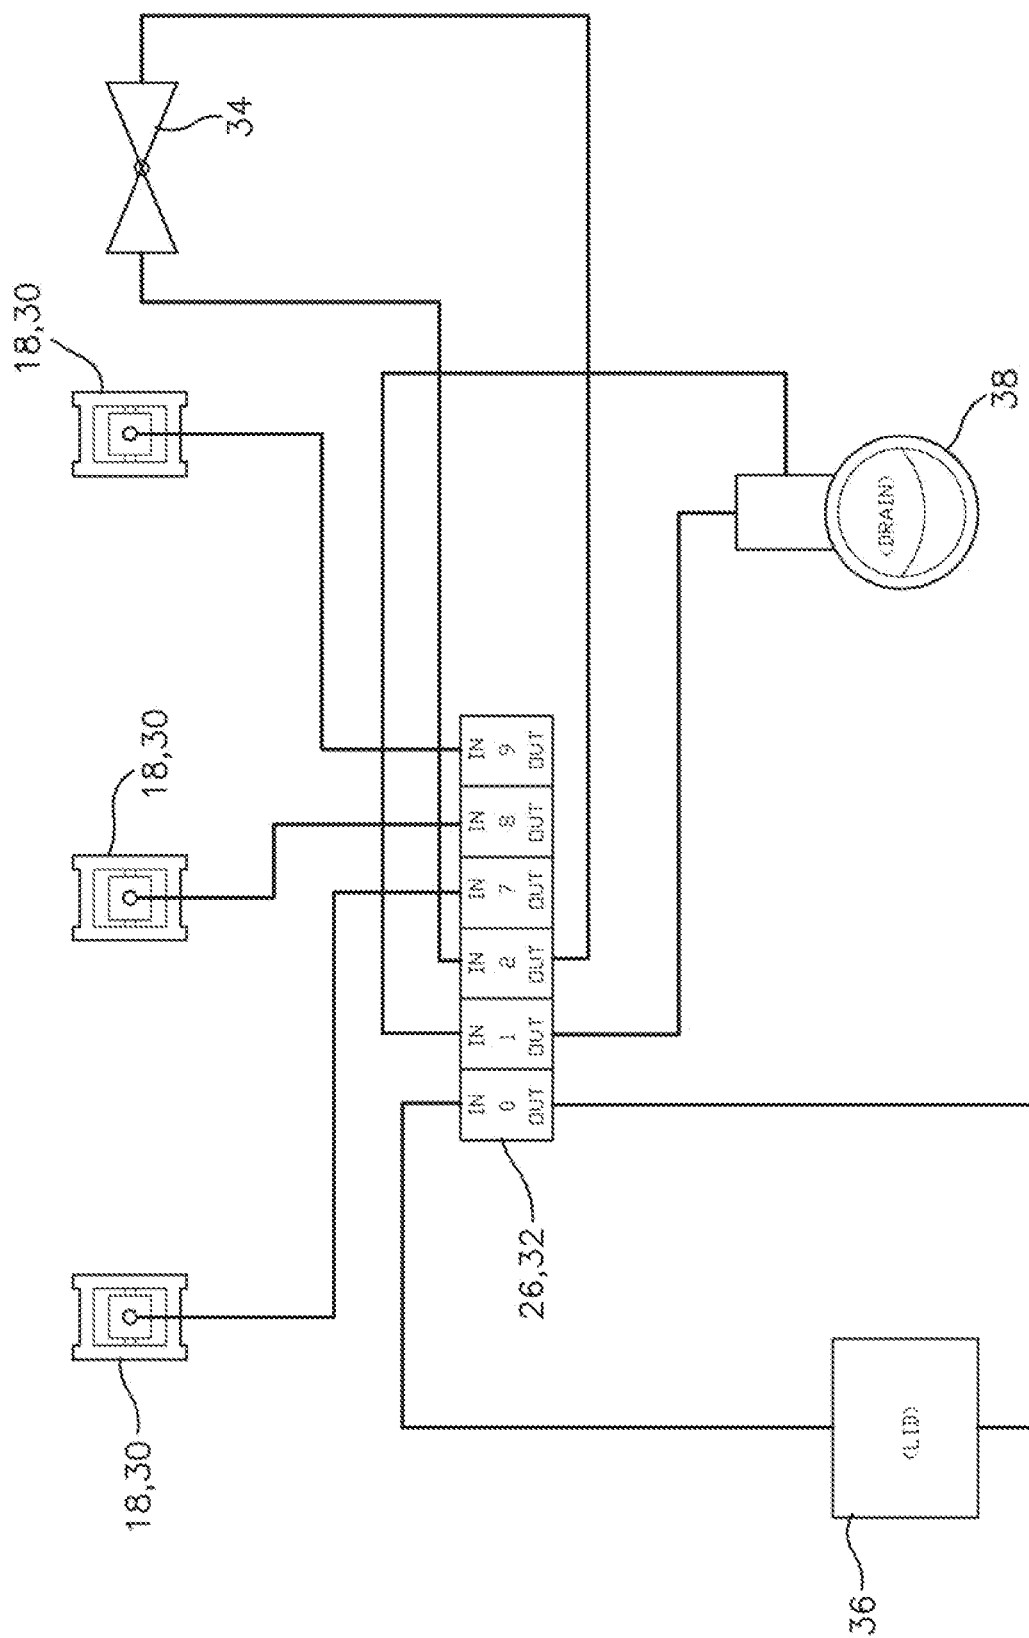 18,30
18,30
18,30
34
IN IN IN IN IN IN
0 1 2 7 8 9
OUT OUT OUT OUT OUT OUT
26,32
36
(LID)
(DRAIN)
38